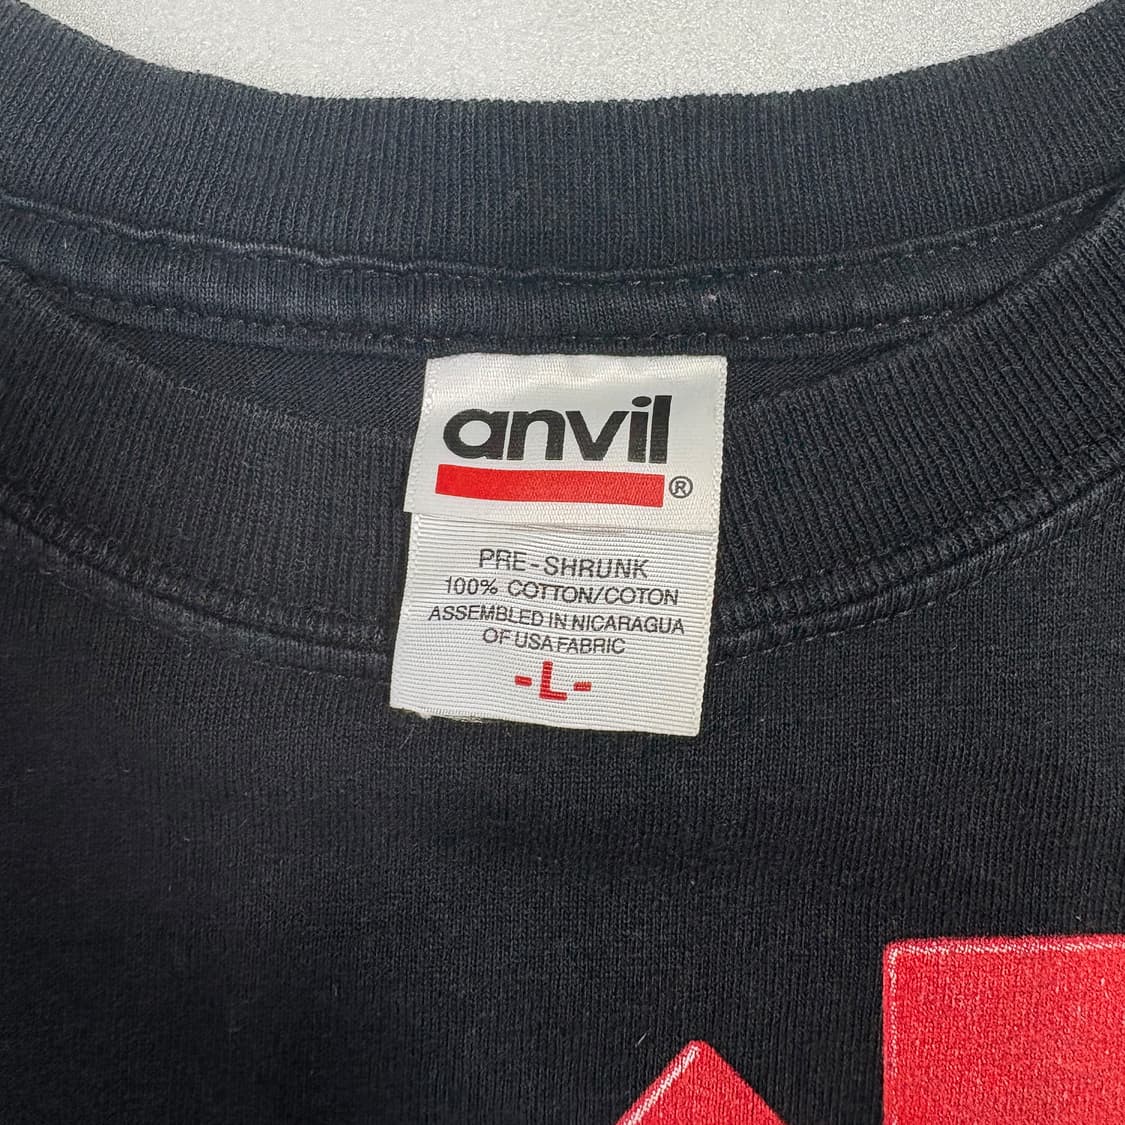 anvil
®
PRE-SHRUNK
100% COTTON/COTON
ASSEMBLED IN NICARAGUA
OF USA FABRIC
-L-